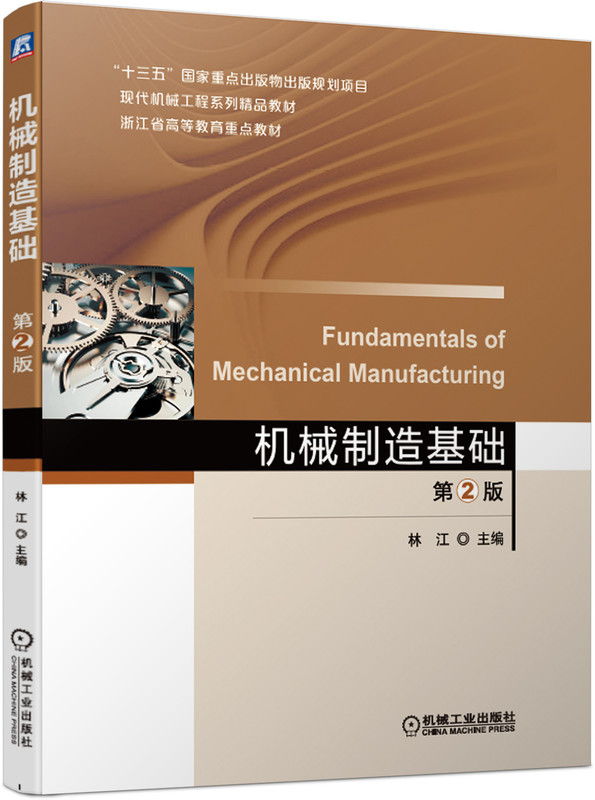 机械制造基础
第2版
林江◎主编
机械工业出版社
CHINA MACHINE PRESS
“十三五”国家重点出版物出版规划项目
现代机械工程系列精品教材
浙江省高等教育重点教材
Fundamentals of
Mechanical Manufacturing
机械制造基础
第2版
林 江◎主编
机械工业出版社
CHINA MACHINE PRESS